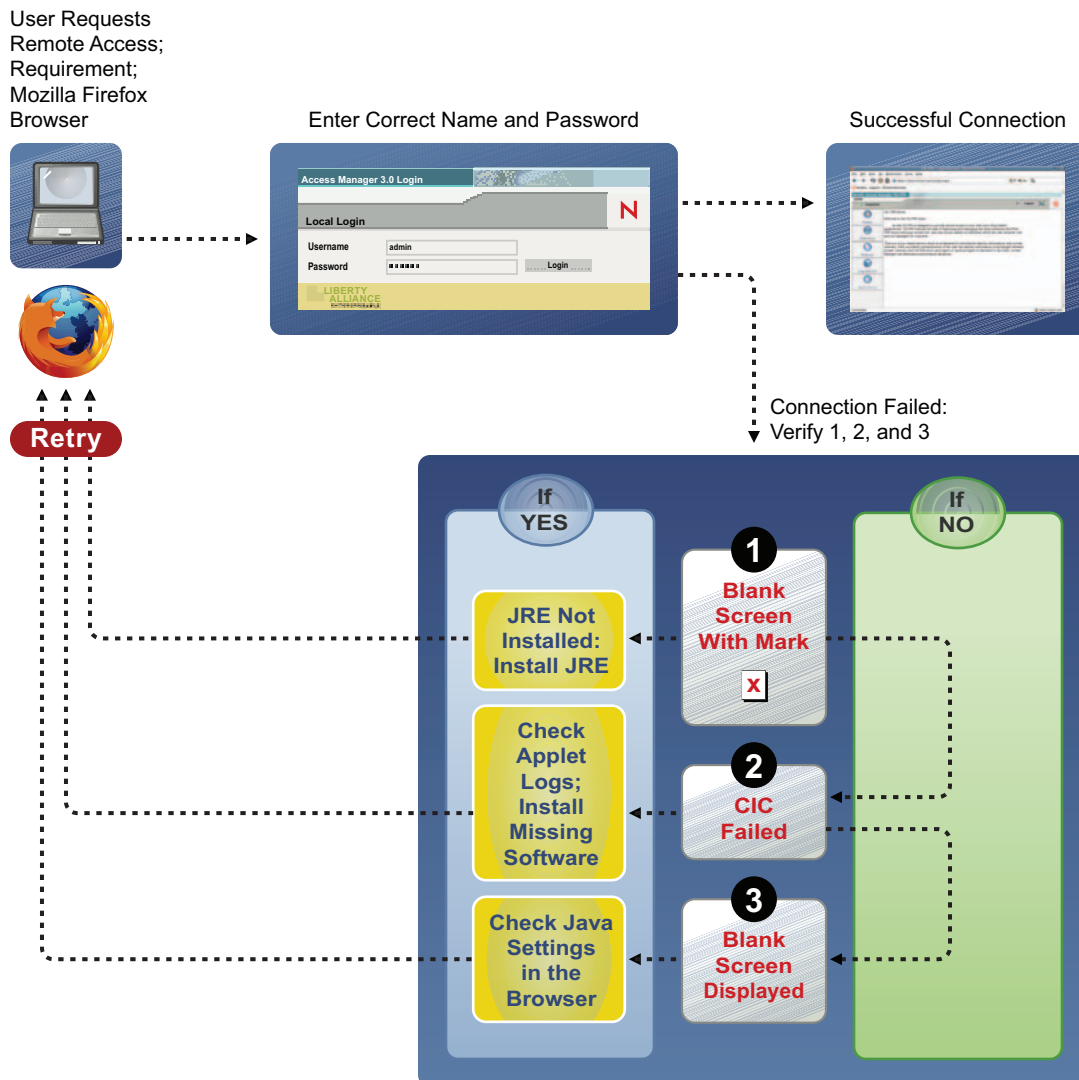 User Requests
Remote Access;
Requirement;
Mozilla Firefox
Browser
Enter Correct Name and Password
Successful Connection
Access Manager 3.0 Login
Local Login
N
Username
admin
Password
Login
LIBERTY
ALLIANCE
Retry
Connection Failed:
Verify 1, 2, and 3
If
YES
If
NO
1
Blank
Screen
With Mark
x
JRE Not
Installed:
Install JRE
2
CIC
Failed
Check
Applet
Logs;
Install
Missing
Software
3
Blank
Screen
Displayed
Check Java
Settings
in the
Browser